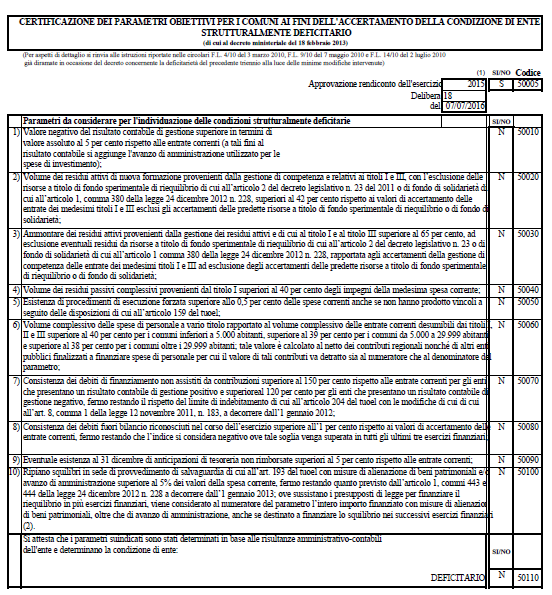 CERTIFICAZIONE DEI PARAMETRI OBIETTIVI PER I COMUNI AI FINI DELL'ACCERTAMENTO DELLA CONDIZIONE DI ENTE
STRUTTURALMENTE DEFICITARIO
(di cui al decreto ministeriale del 18 febbraio 2013)
(Per aspetti di dettaglio si rinvia alle istruzioni riportate nelle circolari F.L. 4/10 del 3 marzo 2010, F.L. 9/10 del 7 maggio 2010 e F.L. 14/10 del 2 luglio 2010
già diramate in occasione del decreto concernente la deficitarietà del precedente triennio alla luce delle minime modifiche intervenute)
(1) SI/NO Codice
Approvazione rendiconto dell'esercizio 2015 S 50005
Delibera 18
del 07/07/2016
Parametri da considerare per l'individuazione delle condizioni strutturalmente deficitarie SI/NO
1) Valore negativo del risultato contabile di gestione superiore in termini di N 50010
valore assoluto al 5 per cento rispetto alle entrate correnti (a tali fini al
risultato contabile si aggiunge l'avanzo di amministrazione utilizzato per le
spese di investimento);
2) Volume dei residui attivi di nuova formazione provenienti dalla gestione di competenza e relativi ai titoli I e III, con l'esclusione delle N 50020
risorse a titolo di fondo sperimentale di riequilibrio di cui all'articolo 2 del decreto legislativo n. 23 del 2011 o di fondo di solidarietà di
cui all'articolo 1, comma 380 della legge 24 dicembre 2012 n. 228, superiori al 42 per cento rispetto ai valori di accertamento delle
entrate dei medesimi titoli I e III esclusi gli accertamenti delle predette risorse a titolo di fondo sperimentale di riequilibrio o di fondo di
solidarietà;
3) Ammontare dei residui attivi provenienti dalla gestione dei residui attivi e di cui al titolo I e al titolo III superiore al 65 per cento, ad N 50030
esclusione eventuali residui da risorse a titolo di fondo sperimentale di riequilibrio di cui all'articolo 2 del decreto legislativo n. 23 o di
fondo di solidarietà di cui all'articolo 1 comma 380 della legge 24 dicembre 2012 n. 228, rapportata agli accertamenti della gestione di
competenza delle entrate dei medesimi titoli I e III ad esclusione degli accertamenti delle predette risorse a titolo di fondo sperimentale
di riequilibrio o di fondo di solidarietà;
4) Volume dei residui passivi complessivi provenienti dal titolo I superiori al 40 per cento degli impegni della medesima spesa corrente; N 50040
5) Esistenza di procedimenti di esecuzione forzata superiore allo 0,5 per cento delle spese correnti anche se non hanno prodotto vincoli a N 50050
seguito delle disposizioni di cui all'articolo 159 del tuoel;
6) Volume complessivo delle spese di personale a vario titolo rapportato al volume complessivo delle entrate correnti desumibili dai titoli I, N 50060
II e III superiore al 40 per cento per i comuni inferiori a 5.000 abitanti, superiore al 39 per cento per i comuni da 5.000 a 29.999 abitanti
e superiore al 38 per cento per i comuni oltre i 29.999 abitanti; tale valore è calcolato al netto dei contributi regionali nonché di altri enti
pubblici finalizzati a finanziare spese di personale per cui il valore di tali contributi va detratto sia al numeratore che al denominatore del
parametro;
7) Consistenza dei debiti di finanziamento non assistiti da contribuzioni superiore al 150 per cento rispetto alle entrate correnti per gli enti N 50070
che presentano un risultato contabile di gestione positivo e superioreal 120 per cento per gli enti che presentano un risultato contabile di
gestione negativo, fermo restando il rispetto del limite di indebitamento di cui all'articolo 204 del tuoel con le modifiche di cui di cui
all'art. 8, comma 1 della legge 12 novembre 2011, n. 183, a decorrere dall'1 gennaio 2012;
8) Consistenza dei debiti fuori bilancio riconosciuti nel corso dell'esercizio superiore all'1 per cento rispetto ai valori di accertamento delle N 50080
entrate correnti, fermo restando che l'indice si considera negativo ove tale soglia venga superata in tutti gli ultimi tre esercizi finanziari;
9) Eventuale esistenza al 31 dicembre di anticipazioni di tesoreria non rimborsate superiori al 5 per cento rispetto alle entrate correnti; N 50090
10) Ripiano squilibri in sede di provvedimento di salvaguardia di cui all'art. 193 del tuoel con misure di alienazione di beni patrimoniali e/o N 50100
avanzo di amministrazione superiore al 5% dei valori della spesa corrente, fermo restando quanto previsto dall'articolo 1, commi 443 e
444 della legge 24 dicembre 2012 n. 228 a decorrere dall'1 gennaio 2013; ove sussistano i presupposti di legge per finanziare il
riequilibrio in più esercizi finanziari, viene considerato al numeratore del parametro l'intero importo finanziato con misure di alienazione
di beni patrimoniali, oltre che di avanzo di amministrazione, anche se destinato a finanziare lo squilibrio nei successivi esercizi finanziari
(2).
Si attesta che i parametri suindicati sono stati determinati in base alle risultanze amministrativo-contabili
dell'ente e determinano la condizione di ente: SI/NO
DEFICITARIO N 50110